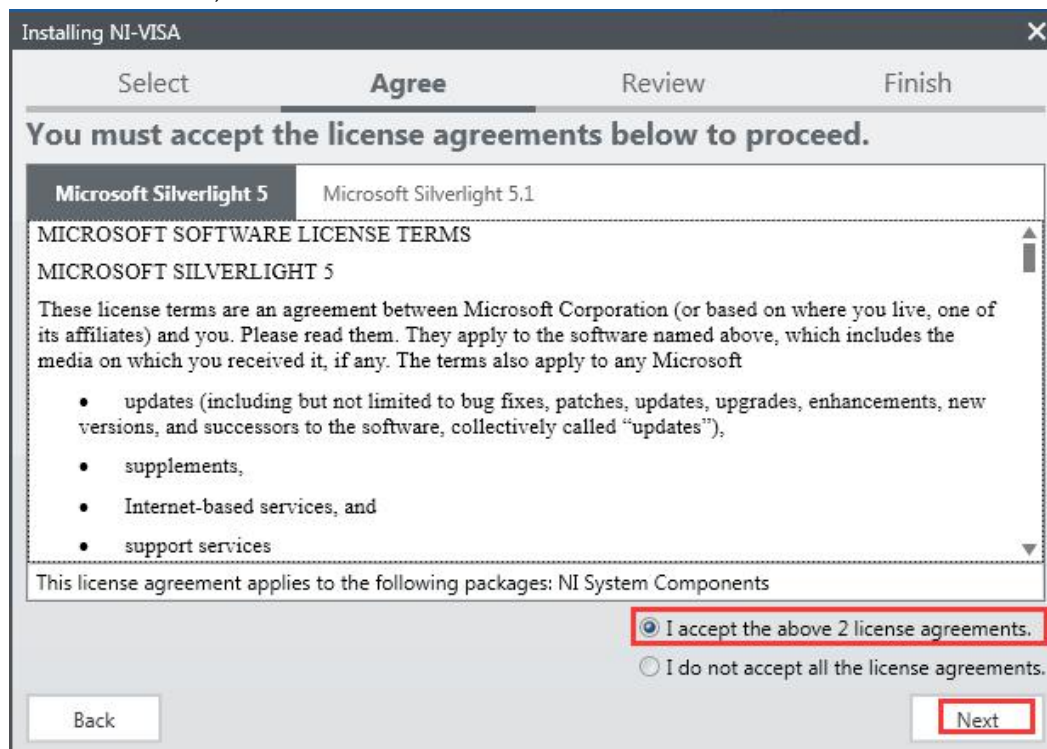 Installing NI-VISA
Select Agree Review Finish
You must accept the license agreements below to proceed.
Microsoft Silverlight 5 Microsoft Silverlight 5.1
MICROSOFT SOFTWARE LICENSE TERMS
MICROSOFT SILVERLIGHT 5
These license terms are an agreement between Microsoft Corporation (or based on where you live, one of
its affiliates) and you. Please read them. They apply to the software named above, which includes the
media on which you received it, if any. The terms also apply to any Microsoft
• updates (including but not limited to bug fixes, patches, updates, upgrades, enhancements, new
versions, and successors to the software, collectively called “updates”),
• supplements,
• Internet-based services, and
• support services
This license agreement applies to the following packages: NI System Components
I accept the above 2 license agreements.
I do not accept all the license agreements.
Back Next